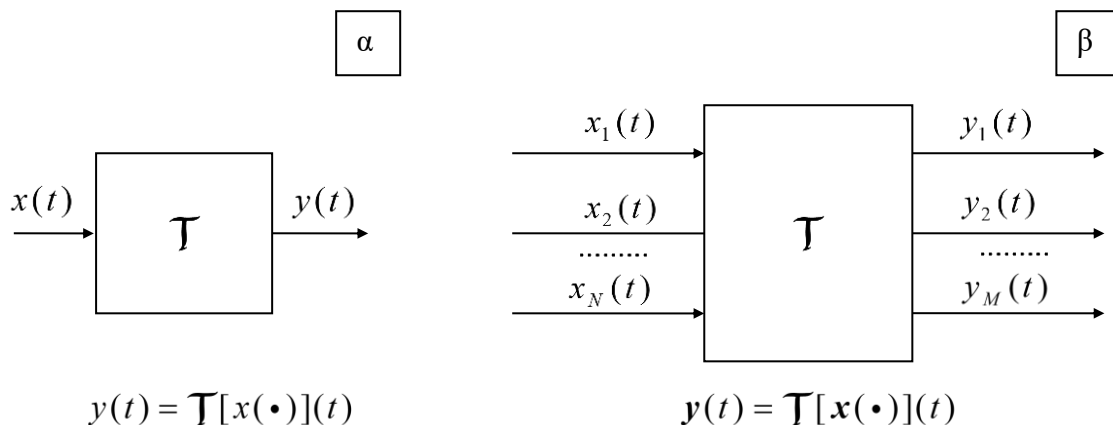 α
x(t)
T
y(t)
y(t) = T[x(•)](t)
β
x₁(t)
x₂(t)
.........
x_N(t)
T
y₁(t)
y₂(t)
.........
y_M(t)
y(t) = T[x(•)](t)